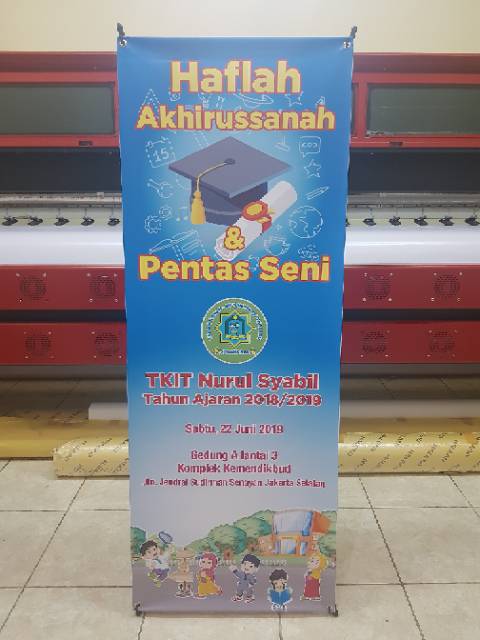 Haflah
Akhirussanah
&
Pentas Seni
TKIT Nurul Syabil
Tahun Ajaran 2018/2019
Sabtu, 22 Juni 2019
Gedung A lantai 3
Komplek Kemendikbud
Jln. Jendral Sudirman Senayan Jakarta Selatan